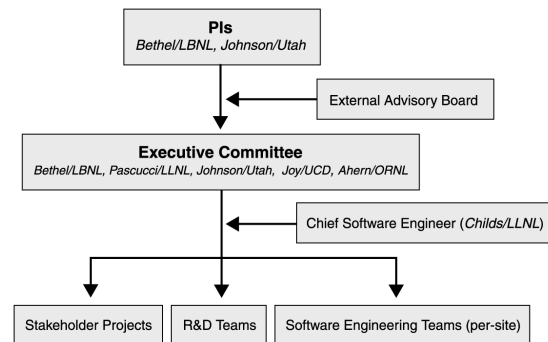 PIs
Bethel/LBNL, Johnson/Utah
External Advisory Board
Executive Committee
Bethel/LBNL, Pascucci/LLNL, Johnson/Utah, Joy/UCD, Ahern/ORNL
Chief Software Engineer (Childs/LLNL)
Stakeholder Projects
R&D Teams
Software Engineering Teams (per-site)